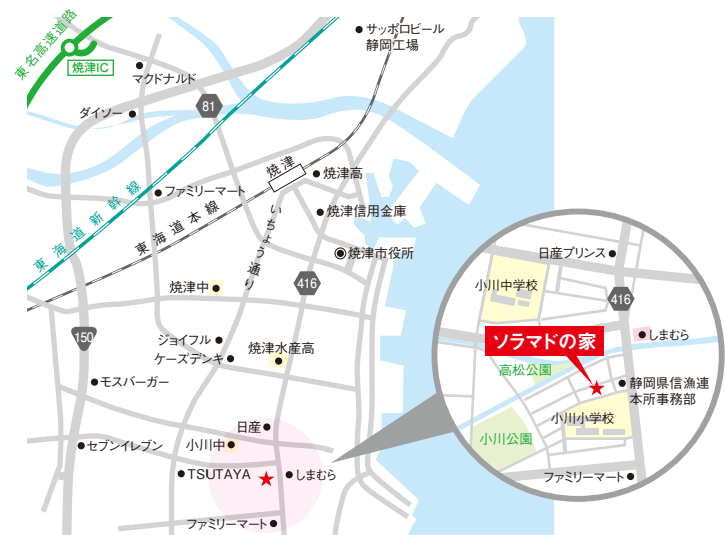 サッポロビール
静岡工場
東名高速道路
焼津IC
マクドナルド
81
ダイソー
焼津
焼津高
ファミリーマート
東海道新幹線
東海道本線
いちょう通り
焼津信用金庫
焼津市役所
焼津中
416
150
ジョイフル
ケーズデンキ
焼津水産高
モスバーガー
日産
セブンイレブン
小川中
TSUTAYA
しまむら
ファミリーマート
日産プリンス
小川中学校
416
ソラマドの家
しまむら
高松公園
静岡県信漁連
本所事務部
小川小学校
小川公園
ファミリーマート